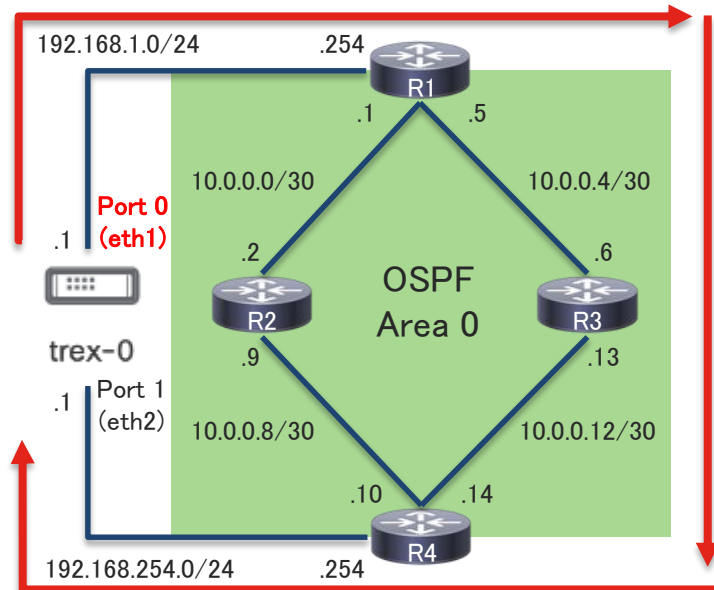 192.168.1.0/24
.254
R1
.1
.5
10.0.0.0/30
10.0.0.4/30
Port 0
(eth1)
.1
.2
.6
OSPF
Area 0
R2
R3
trex-0
.9
.13
Port 1
(eth2)
.1
10.0.0.8/30
10.0.0.12/30
.10
.14
R4
192.168.254.0/24
.254